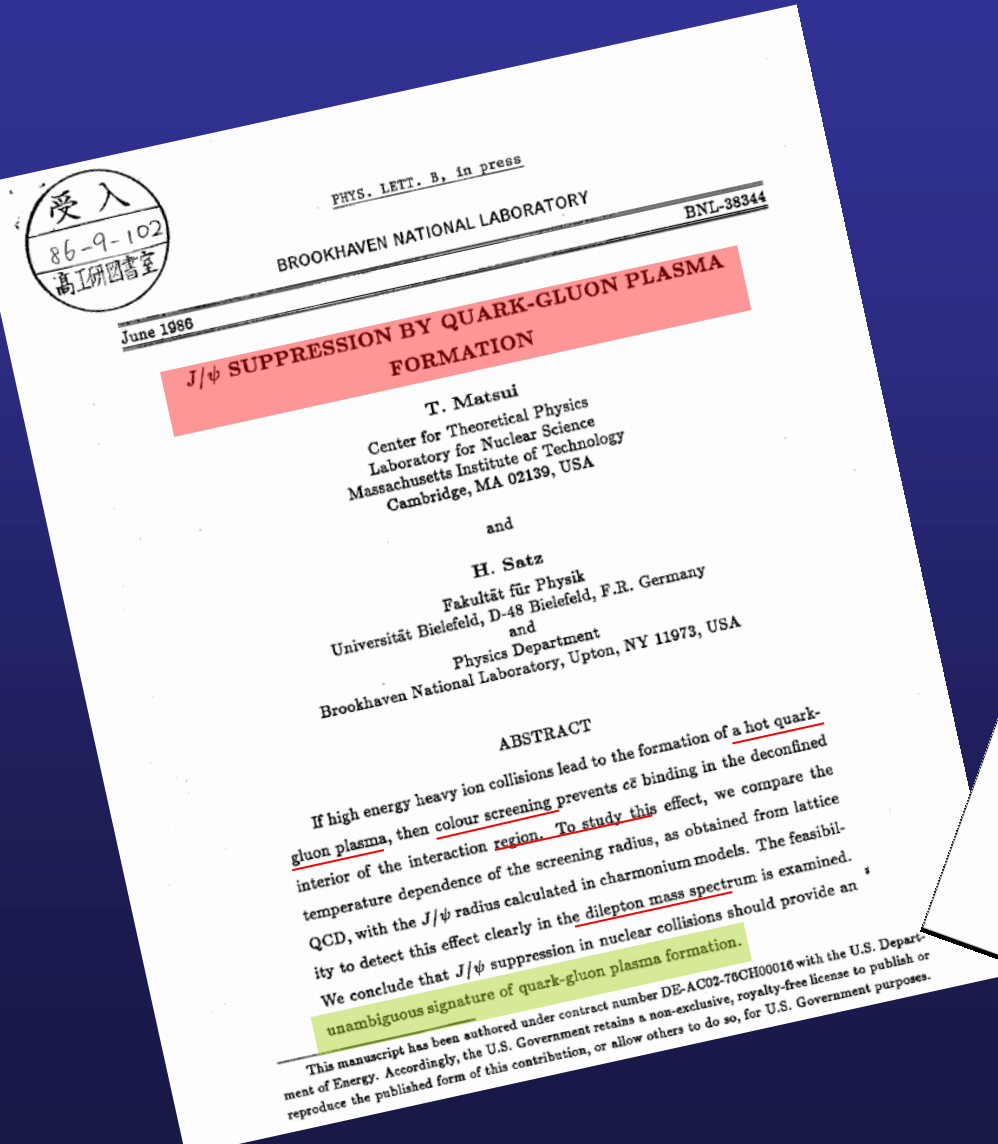 PHYS. LETT. B, in press
受入
86-9-102
高工研図書室
BROOKHAVEN NATIONAL LABORATORY
BNL-38344
June 1986
J/ψ SUPPRESSION BY QUARK-GLUON PLASMA
FORMATION
T. Matsui
Center for Theoretical Physics
Laboratory for Nuclear Science
Massachusetts Institute of Technology
Cambridge, MA 02139, USA
and
H. Satz
Fakultät für Physik
Universität Bielefeld, D-48 Bielefeld, F.R. Germany
and
Physics Department
Brookhaven National Laboratory, Upton, NY 11973, USA
ABSTRACT
If high energy heavy ion collisions lead to the formation of a hot quark-
gluon plasma, then colour screening prevents cc̄ binding in the deconfined
interior of the interaction region. To study this effect, we compare the
temperature dependence of the screening radius, as obtained from lattice
QCD, with the J/ψ radius calculated in charmonium models. The feasibil-
ity to detect this effect clearly in the dilepton mass spectrum is examined.
We conclude that J/ψ suppression in nuclear collisions should provide an
unambiguous signature of quark-gluon plasma formation.
This manuscript has been authored under contract number DE-AC02-76CH00016 with the U.S. Depart-
ment of Energy. Accordingly, the U.S. Government retains a non-exclusive, royalty-free license to publish or
reproduce the published form of this contribution, or allow others to do so, for U.S. Government purposes.